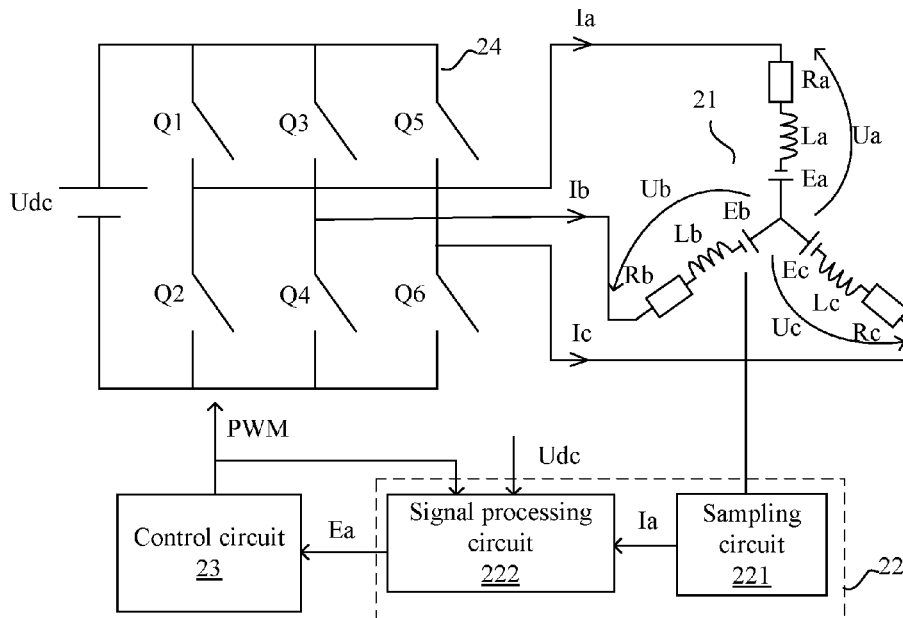 Ia
24
Ra
21
Q1
Q3
Q5
La
Ua
Ea
Udc
Ib
Ub
Eb
Lb
Ec
Rb
Lc
Q2
Q4
Q6
Uc
Rc
Ic
PWM
Udc
Control circuit
23
Ea
Signal processing
circuit
222
Ia
Sampling
circuit
221
22